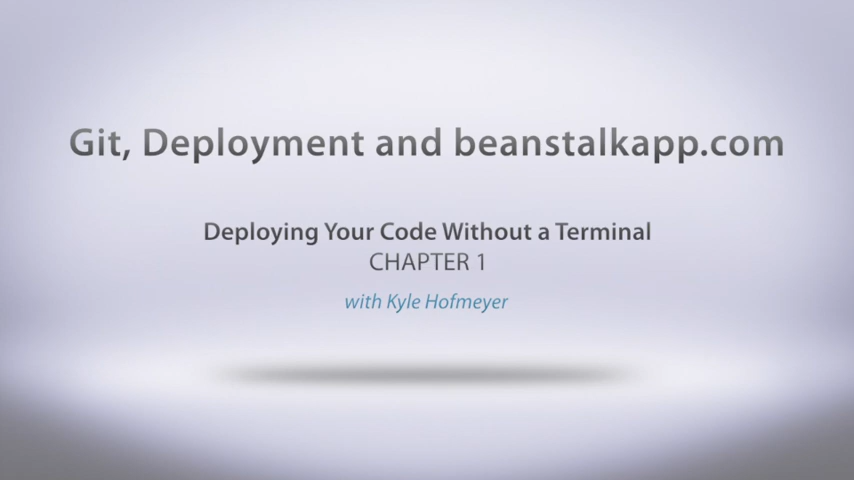 Git, Deployment and beanstalkapp.com
Deploying Your Code Without a Terminal
CHAPTER 1
with Kyle Hofmeyer